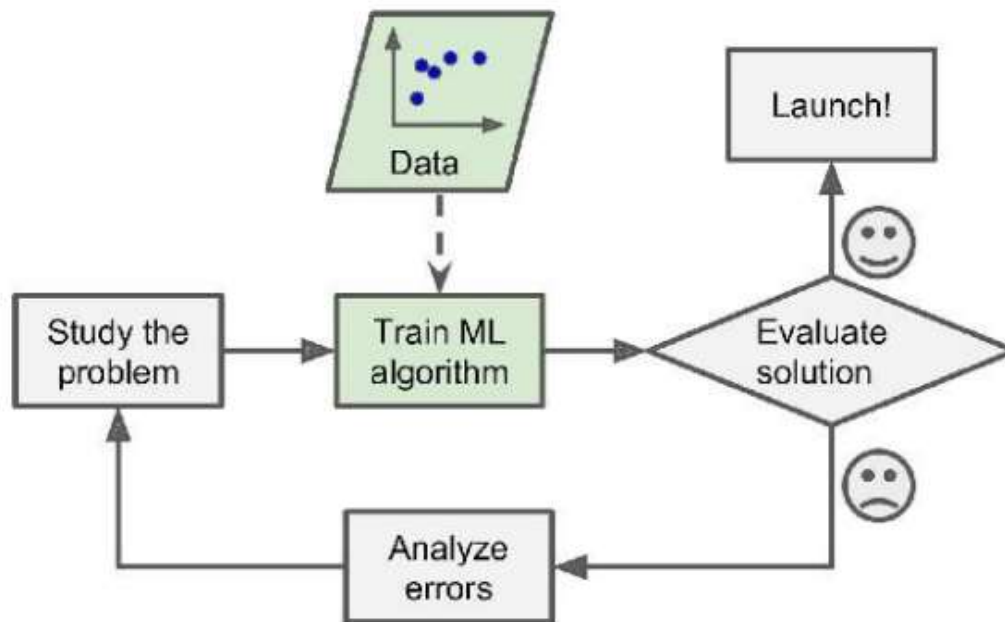 Data
Launch!
Study the
problem
Train ML
algorithm
Evaluate
solution
Analyze
errors